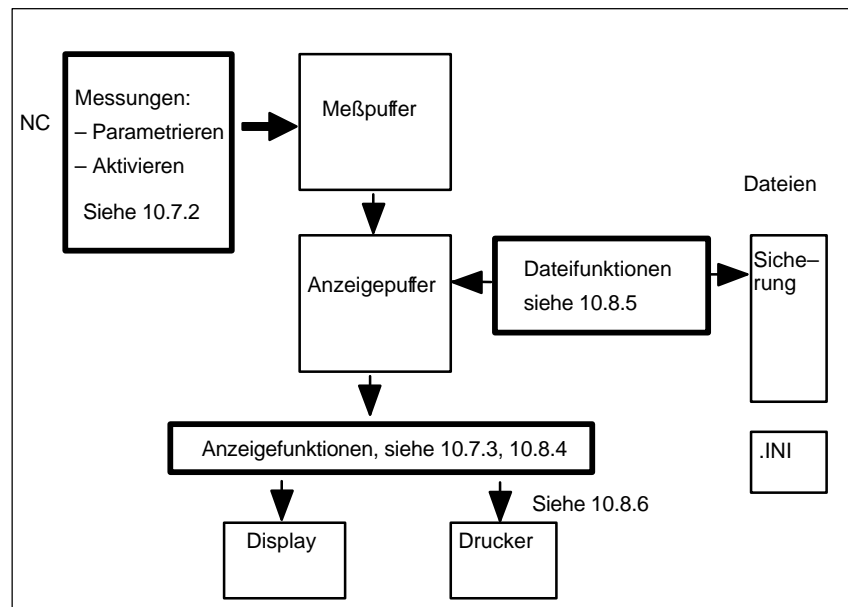 NC
Messungen:
– Parametrieren
– Aktivieren
Siehe 10.7.2
Meßpuffer
Dateien
Anzeigepuffer
Dateifunktionen
siehe 10.8.5
Siche–
rung
Anzeigefunktionen, siehe 10.7.3, 10.8.4
.INI
Siehe 10.8.6
Display
Drucker